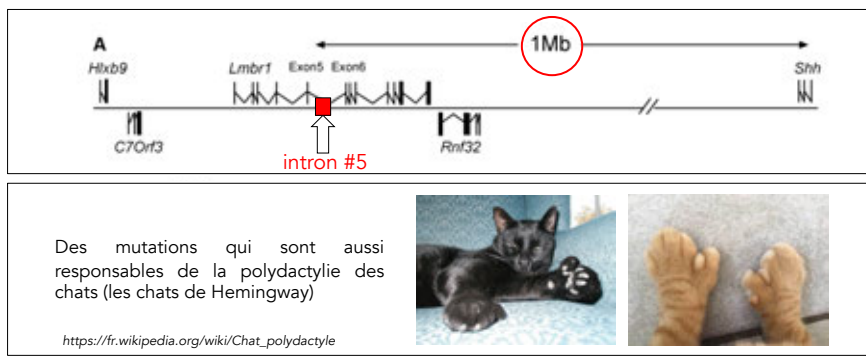 A
1Mb
Hlxb9
Lmbr1
Exon5
Exon6
Shh
C7Orf3
Rnf32
intron #5
Des mutations qui sont aussi
responsables de la polydactylie des
chats (les chats de Hemingway)
https://fr.wikipedia.org/wiki/Chat_polydactyle